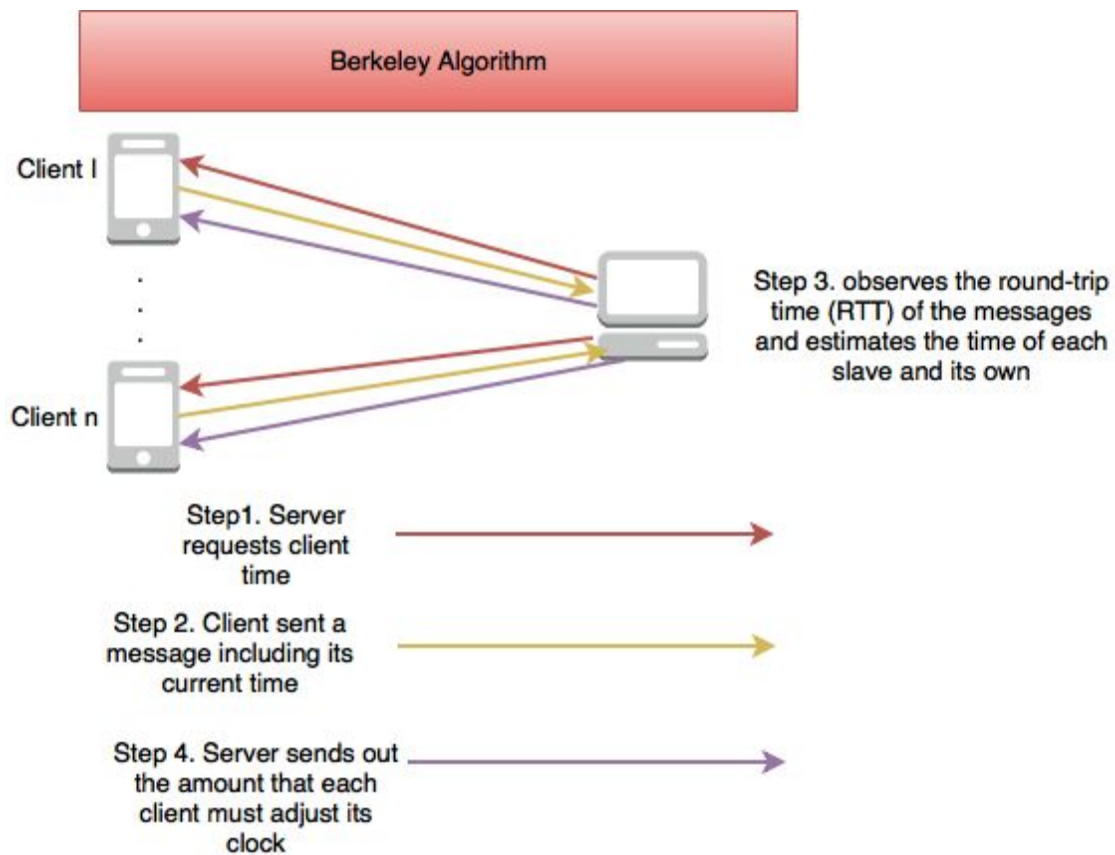 Berkeley Algorithm
Client l
Step 3. observes the round-trip
time (RTT) of the messages
and estimates the time of each
slave and its own
Client n
Step1. Server
requests client
time
Step 2. Client sent a
message including its
current time
Step 4. Server sends out
the amount that each
client must adjust its
clock